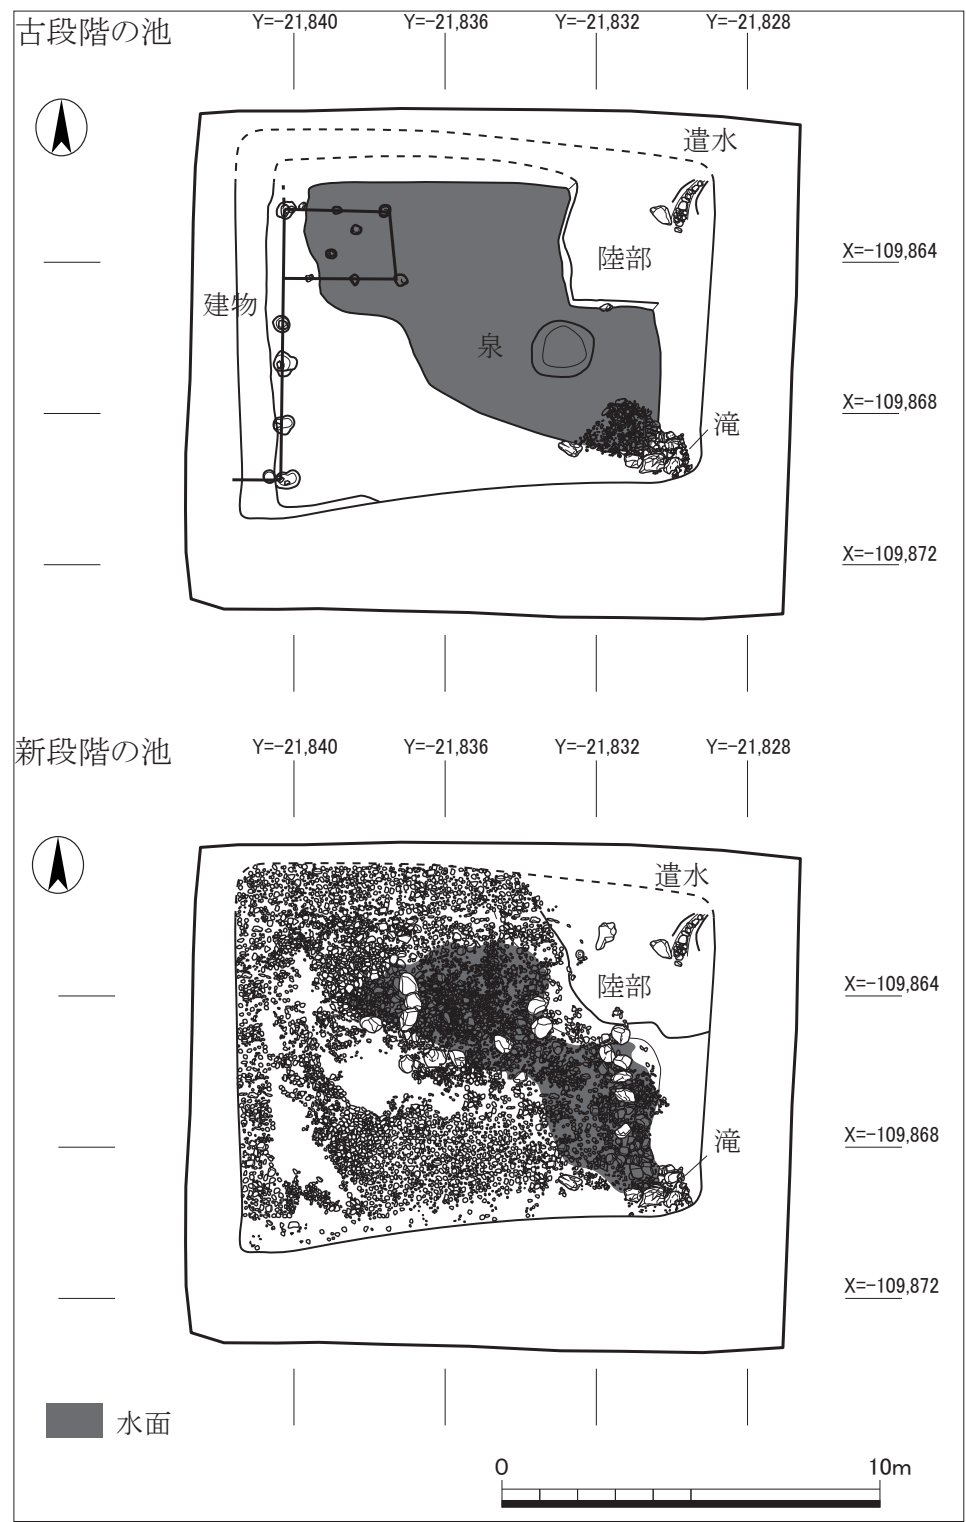 古段階の池
Y=-21,840 Y=-21,836 Y=-21,832 Y=-21,828
遣水
陸部
X=-109,864
建物
泉
X=-109,868
滝
X=-109,872
新段階の池
Y=-21,840 Y=-21,836 Y=-21,832 Y=-21,828
遣水
陸部
X=-109,864
X=-109,868
滝
X=-109,872
水面
0 10m